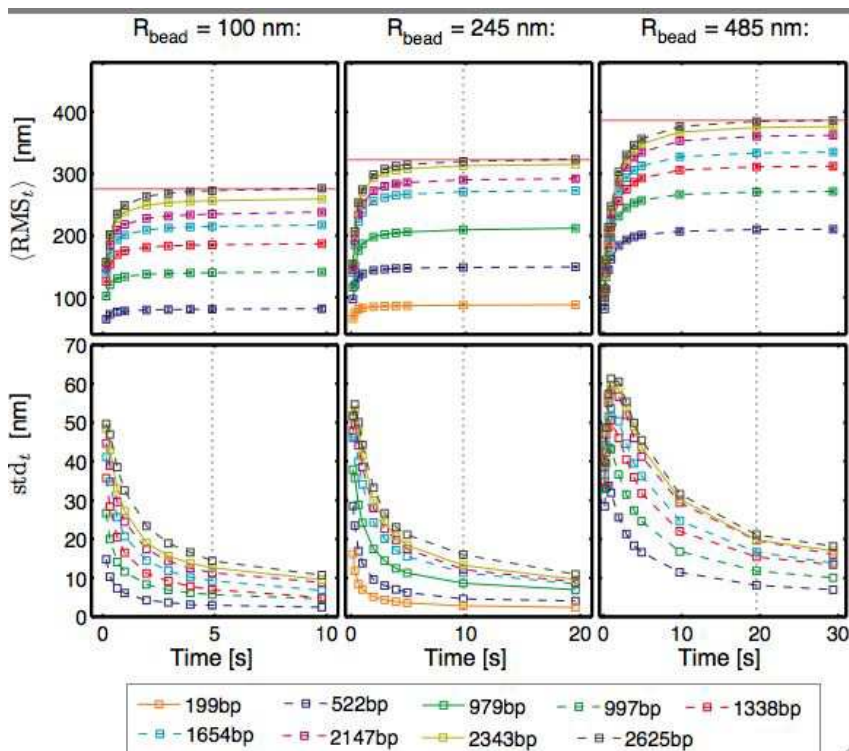 R_bead = 100 nm: R_bead = 245 nm: R_bead = 485 nm:
⟨RMS_t⟩ [nm]
400
300
200
100
std_t [nm]
70
60
50
40
30
20
10
0
0 5 10 0 10 20 0 10 20 30
Time [s] Time [s] Time [s]
199bp 522bp 979bp 997bp 1338bp
1654bp 2147bp 2343bp 2625bp